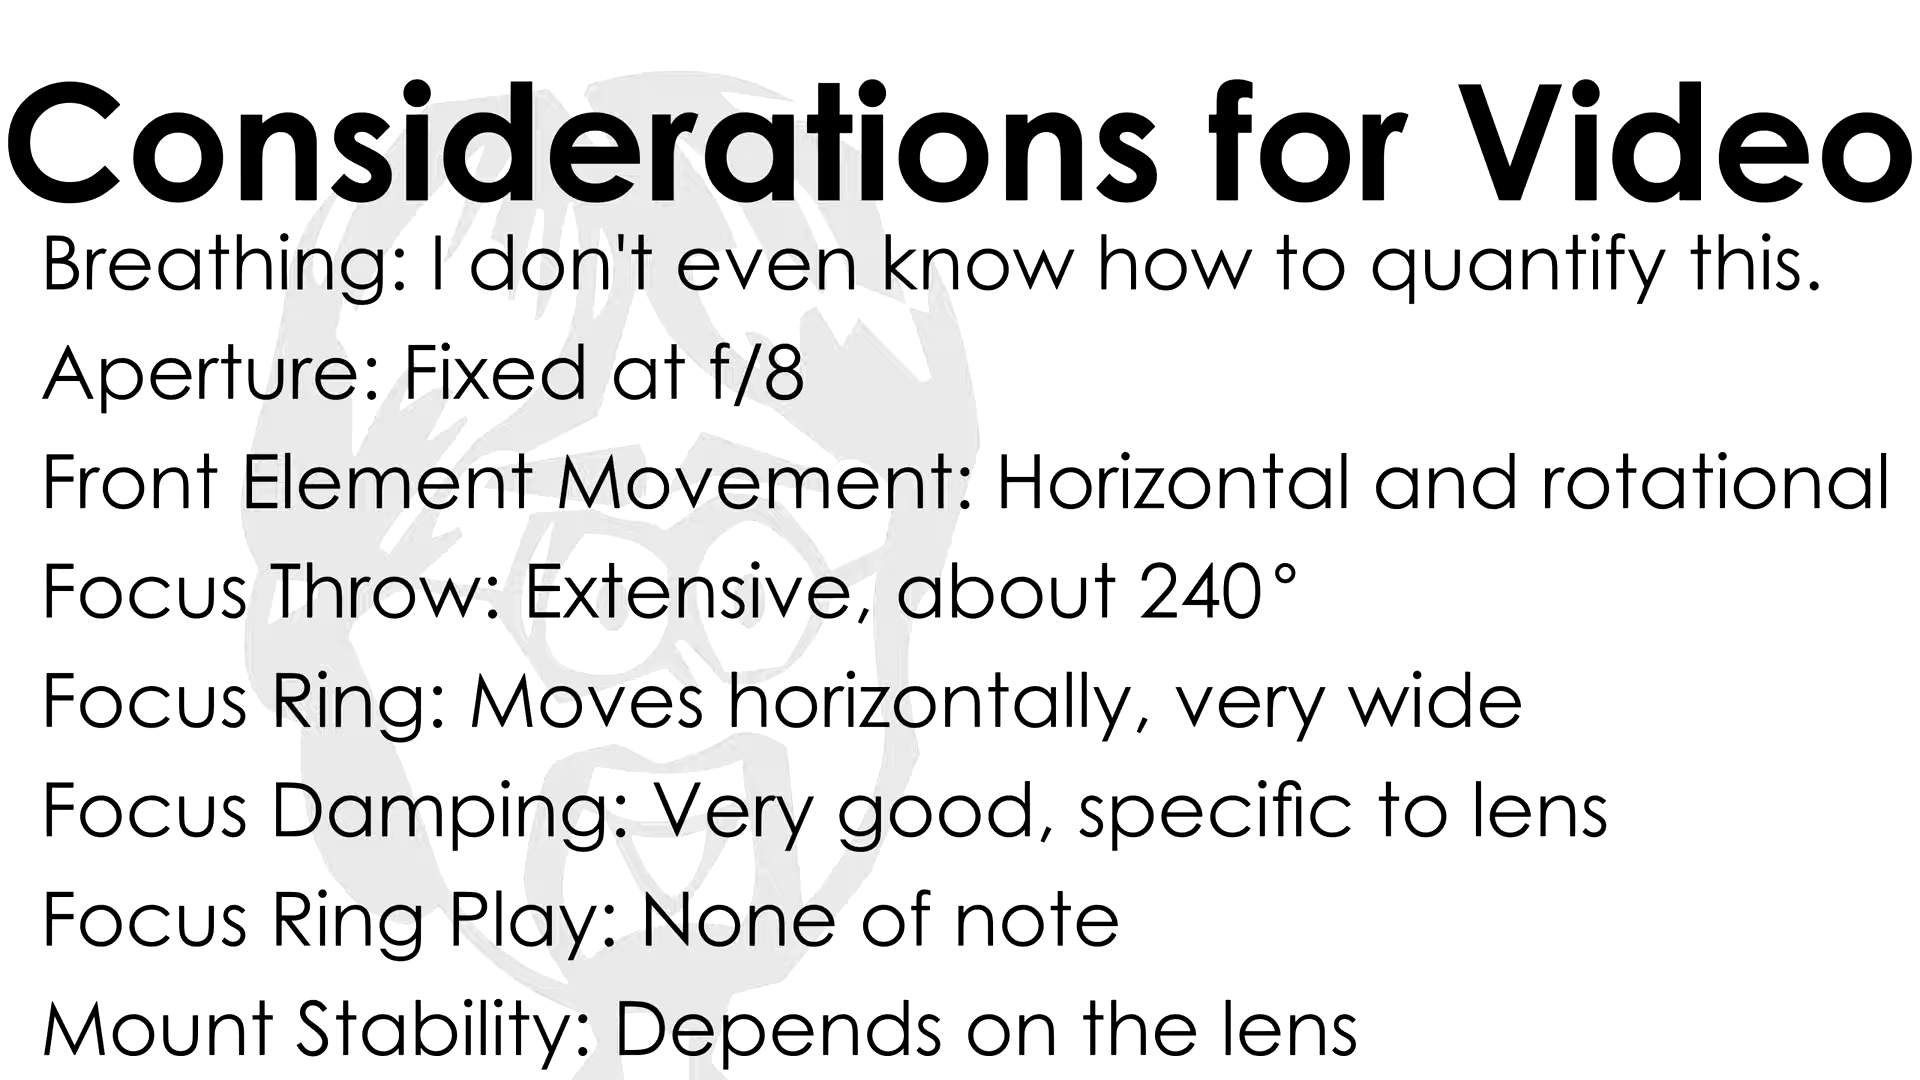 Considerations for Video
Breathing: I don't even know how to quantify this.
Aperture: Fixed at f/8
Front Element Movement: Horizontal and rotational
Focus Throw: Extensive, about 240°
Focus Ring: Moves horizontally, very wide
Focus Damping: Very good, specific to lens
Focus Ring Play: None of note
Mount Stability: Depends on the lens